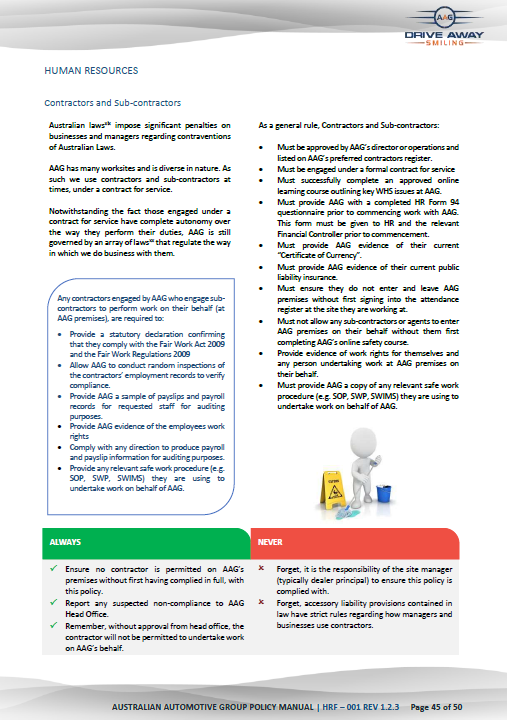 AAG
DRIVE AWAY
SMILING
HUMAN RESOURCES
Contractors and Sub-contractors
Australian laws impose significant penalties on
businesses and managers regarding contraventions
of Australian Laws.
AAG has many worksites and is diverse in nature. As
such we use contractors and sub-contractors at
times, under a contract for service.
Notwithstanding the fact those engaged under a
contract for service have complete autonomy over
the way they perform their duties, AAG is still
governed by an array of laws that regulate the way
in which we do business with them.
Any contractors engaged by AAG who engage sub-
contractors to perform work on their behalf (at
AAG premises), are required to:
• Provide a statutory declaration confirming
that they comply with the Fair Work Act 2009
and the Fair Work Regulations 2009
• Allow AAG to conduct random inspections of
the contractors' employment records to verify
compliance.
• Provide AAG a sample of payslips and payroll
records for requested staff for auditing
purposes.
• Provide AAG evidence of the employees work
rights
• Comply with any direction to produce payroll
and payslip information for auditing purposes.
• Provide any relevant safe work procedure (e.g.
SOP, SWP, SWIMS) they are using to
undertake work on behalf of AAG.
As a general rule, Contractors and Sub-contractors:
• Must be approved by AAG's director or operations and
listed on AAG's preferred contractors register.
• Must be engaged under a formal contract for service
• Must successfully complete an approved online
learning course outlining key WHS issues at AAG.
• Must provide AAG with a completed HR Form 94
questionnaire prior to commencing work with AAG.
This form must be given to HR and the relevant
Financial Controller prior to commencement.
• Must provide AAG evidence of their current
"Certificate of Currency".
• Must provide AAG evidence of their current public
liability insurance.
• Must ensure they do not enter and leave AAG
premises without first signing into the attendance
register at the site they are working at.
• Must not allow any sub-contractors or agents to enter
AAG premises on their behalf without them first
completing AAG's online safety course.
• Provide evidence of work rights for themselves and
any person undertaking work at AAG premises on
their behalf.
• Must provide AAG a copy of any relevant safe work
procedure (e.g. SOP, SWP, SWIMS) they are using to
undertake work on behalf of AAG.
ALWAYS
✓ Ensure no contractor is permitted on AAG's
premises without first having complied in full, with
this policy.
✓ Report any suspected non-compliance to AAG
Head Office.
✓ Remember, without approval from head office, the
contractor will not be permitted to undertake work
on AAG's behalf.
NEVER
× Forget, it is the responsibility of the site manager
(typically dealer principal) to ensure this policy is
complied with.
× Forget, accessory liability provisions contained in
law have strict rules regarding how managers and
businesses use contractors.
AUSTRALIAN AUTOMOTIVE GROUP POLICY MANUAL | HRF – 001 REV 1.2.3 Page 45 of 50